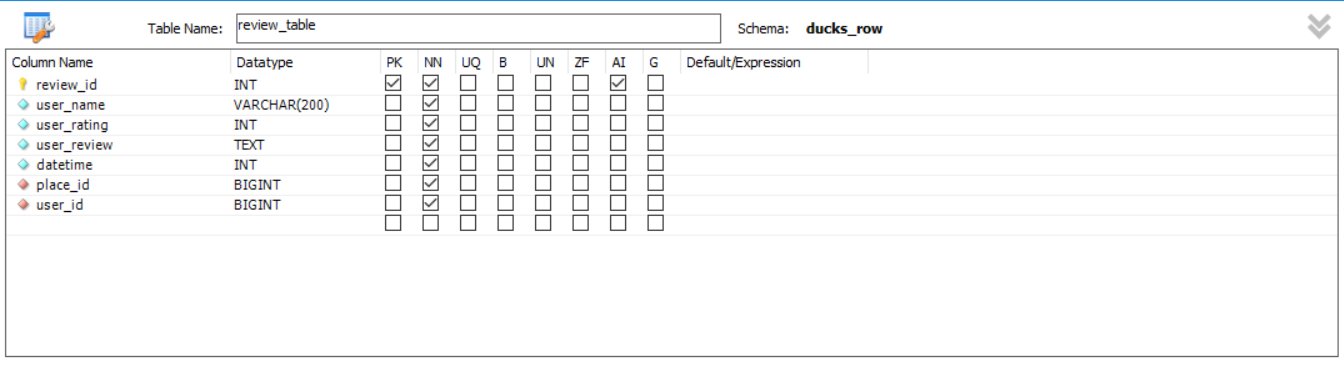 Table Name: review_table Schema: ducks_row
Column Name Datatype PK NN UQ B UN ZF AI G Default/Expression
review_id INT
user_name VARCHAR(200)
user_rating INT
user_review TEXT
datetime INT
place_id BIGINT
user_id BIGINT